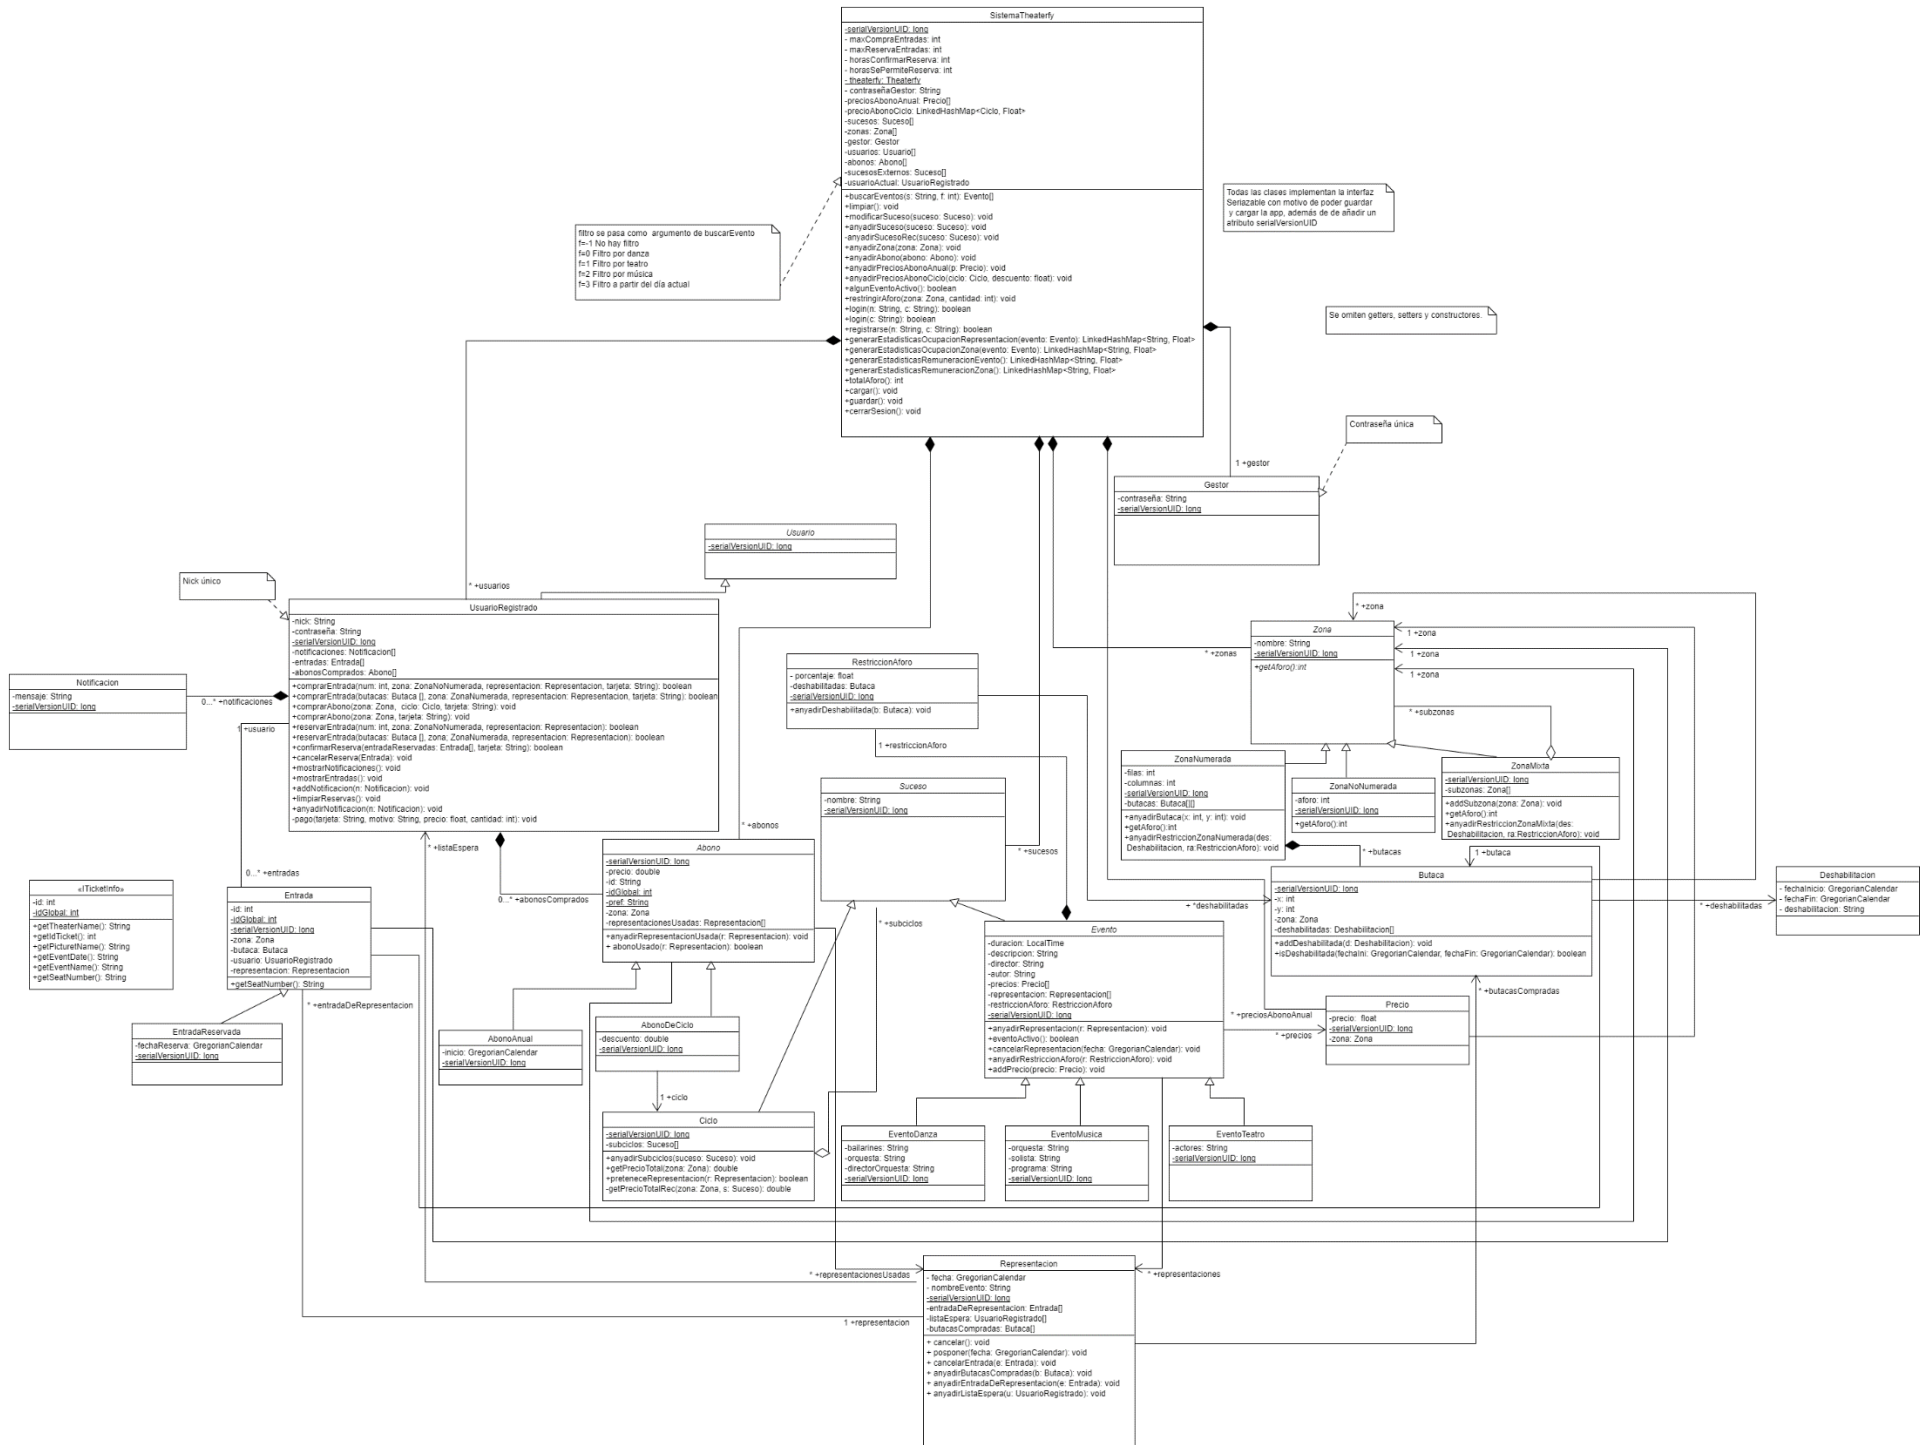 SistemaTheaterfy
-serialVersionUID: long
- maxCompraEntradas: int
- maxReservaEntradas: int
- horasConfirmarReserva: int
- horasSePermiteReserva: int
- theaterfy: Theaterfy
- contraseñaGestor: String
-preciosAbonoAnual: Precio[]
-precioAbonoCiclo: LinkedHashMap<Ciclo, Float>
-sucesos: Suceso[]
-zonas: Zona[]
-gestor: Gestor
-usuarios: Usuario[]
-abonos: Abono[]
-sucesosExternos: Suceso[]
-usuarioActual: UsuarioRegistrado
+buscarEventos(s: String, f: int): Evento[]
+limpiar(): void
+modificarSuceso(suceso: Suceso): void
+anyadirSuceso(suceso: Suceso): void
-anyadirSucesoRec(suceso: Suceso): void
+anyadirZona(zona: Zona): void
+anyadirAbono(abono: Abono): void
+anyadirPreciosAbonoAnual(p: Precio): void
+anyadirPreciosAbonoCiclo(ciclo: Ciclo, descuento: float): void
+algunEventoActivo(): boolean
+restringirAforo(zona: Zona, cantidad: int): void
+login(n: String, c: String): boolean
+login(c: String): boolean
+registrarse(n: String, c: String): boolean
+generarEstadisticasOcupacionRepresentacion(evento: Evento): LinkedHashMap<String, Float>
+generarEstadisticasOcupacionZona(evento: Evento): LinkedHashMap<String, Float>
+generarEstadisticasRemuneracionEvento(): LinkedHashMap<String, Float>
+generarEstadisticasRemuneracionZona(): LinkedHashMap<String, Float>
+totalAforo(): int
+cargar(): void
+guardar(): void
+cerrarSesion(): void
filtro se pasa como argumento de buscarEvento
f=-1 No hay filtro
f=0 Filtro por danza
f=1 Filtro por teatro
f=2 Filtro por música
f=3 Filtro a partir del día actual
Todas las clases implementan la interfaz
Seriazable con motivo de poder guardar
y cargar la app, además de de añadir un
atributo serialVersionUID
Se omiten getters, setters y constructores.
Contraseña única
1 +gestor
Gestor
-contraseña: String
-serialVersionUID: long
Usuario
-serialVersionUID: long
* +usuarios
Nick único
UsuarioRegistrado
-nick: String
-contraseña: String
-serialVersionUID: long
-notificaciones: Notificacion[]
-entradas: Entrada[]
-abonosComprados: Abono[]
+comprarEntrada(num: int, zona: ZonaNoNumerada, representacion: Representacion, tarjeta: String): boolean
+comprarEntrada(butacas: Butaca [], zona: ZonaNumerada, representacion: Representacion, tarjeta: String): boolean
+comprarAbono(zona: Zona, ciclo: Ciclo, tarjeta: String): void
+comprarAbono(zona: Zona, tarjeta: String): void
+reservarEntrada(num: int, zona: ZonaNoNumerada, representacion: Representacion): boolean
+reservarEntrada(butacas: Butaca [], zona: ZonaNumerada, representacion: Representacion): boolean
+confirmarReserva(entradaReservadas: Entrada[], tarjeta: String): boolean
+cancelarReserva(Entrada): void
+mostrarNotificaciones(): void
+mostrarEntradas(): void
+addNotification(n: Notificacion): void
+limpiarReservas(): void
+anyadirNotificacion(n: Notificacion): void
-pago(tarjeta: String, motivo: String, precio: float, cantidad: int): void
Notificacion
-mensaje: String
-serialVersionUID: long
0...* +notificaciones
1 +usuario
RestriccionAforo
- porcentaje: float
-deshabilitadas: Butaca
-serialVersionUID: long
+anyadirDeshabilitada(b: Butaca): void
1 +restriccionAforo
* +zona
1 +zona
1 +zona
1 +zona
* +zonas
Zona
-nombre: String
-serialVersionUID: long
+getAforo():int
* +subzonas
ZonaNumerada
-filas: int
-columnas: int
-serialVersionUID: long
-butacas: Butaca[][]
+anyadirButaca(x: int, y: int): void
+getAforo():int
+anyadirRestriccionZonaNumerada(des:
Deshabilitacion, ra:RestriccionAforo): void
ZonaNoNumerada
-aforo: int
-serialVersionUID: long
+getAforo():int
ZonaMixta
-serialVersionUID: long
-subzonas: Zona[]
+addSubzona(zona: Zona): void
+getAforo():int
+anyadirRestriccionZonaMixta(des:
Deshabilitacion, ra:RestriccionAforo): void
Suceso
-nombre: String
-serialVersionUID: long
* +sucesos
* +abonos
* +listaEspera
0...* +entradas
0...* +abonosComprados
Abono
-serialVersionUID: long
-precio: double
-id: String
-idGlobal: int
-pref: String
-zona: Zona
-representacionesUsadas: Representacion[]
+anyadirRepresentacionUsada(r: Representacion): void
+ abonoUsado(r: Representacion): boolean
* +butacas
1 +butaca
Butaca
-serialVersionUID: long
-x: int
-y: int
-zona: Zona
-deshabilitadas: Deshabilitacion[]
+addDeshabilitada(d: Deshabilitacion): void
+isDeshabilitada(fechaIni: GregorianCalendar, fechaFin: GregorianCalendar): boolean
+ *deshabilitadas
* +deshabilitadas
Deshabilitacion
- fechaInicio: GregorianCalendar
- fechaFin: GregorianCalendar
- deshabilitacion: String
«ITicketInfo»
-id: int
-idGlobal: int
+getTheaterName(): String
+getIdTicket(): int
+getPicturetName(): String
+getEventDate(): String
+getEventName(): String
+getSeatNumber(): String
Entrada
-id: int
-idGlobal: int
-serialVersionUID: long
-zona: Zona
-butaca: Butaca
-usuario: UsuarioRegistrado
-representacion: Representacion
+getSeatNumber(): String
* +entradaDeRepresentacion
EntradaReservada
-fechaReserva: GregorianCalendar
-serialVersionUID: long
* +subciclos
Evento
-duracion: LocalTime
-descripcion: String
-director: String
-autor: String
-precios: Precio[]
-representacion: Representacion[]
-restriccionAforo: RestriccionAforo
-serialVersionUID: long
+anyadirRepresentacion(r: Representacion): void
+eventoActivo(): boolean
+cancelarRepresentacion(fecha: GregorianCalendar): void
+anyadirRestriccionAforo(r: RestriccionAforo): void
+addPrecio(precio: Precio): void
* +butacasCompradas
* +preciosAbonoAnual
* +precios
Precio
-precio: float
-serialVersionUID: long
-zona: Zona
AbonoAnual
-inicio: GregorianCalendar
-serialVersionUID: long
AbonoDeCiclo
-descuento: double
-serialVersionUID: long
1 +ciclo
Ciclo
-serialVersionUID: long
-subciclos: Suceso[]
+anyadirSubciclos(suceso: Suceso): void
+getPrecioTotal(zona: Zona): double
+preteneceRepresentacion(r: Representacion): boolean
-getPrecioTotalRec(zona: Zona, s: Suceso): double
EventoDanza
-bailarines: String
-orquesta: String
-directorOrquesta: String
-serialVersionUID: long
EventoMusica
-orquesta: String
-solista: String
-programa: String
-serialVersionUID: long
EventoTeatro
-actores: String
-serialVersionUID: long
* +representacionesUsadas
* +representaciones
1 +representacion
Representacion
- fecha: GregorianCalendar
- nombreEvento: String
-serialVersionUID: long
-entradaDeRepresentacion: Entrada[]
-listaEspera: UsuarioRegistrado[]
-butacasCompradas: Butaca[]
+ cancelar(): void
+ posponer(fecha: GregorianCalendar): void
+ cancelarEntrada(e: Entrada): void
+ anyadirButacasCompradas(b: Butaca): void
+ anyadirEntradaDeRepresentacion(e: Entrada): void
+ anyadirListaEspera(u: UsuarioRegistrado): void